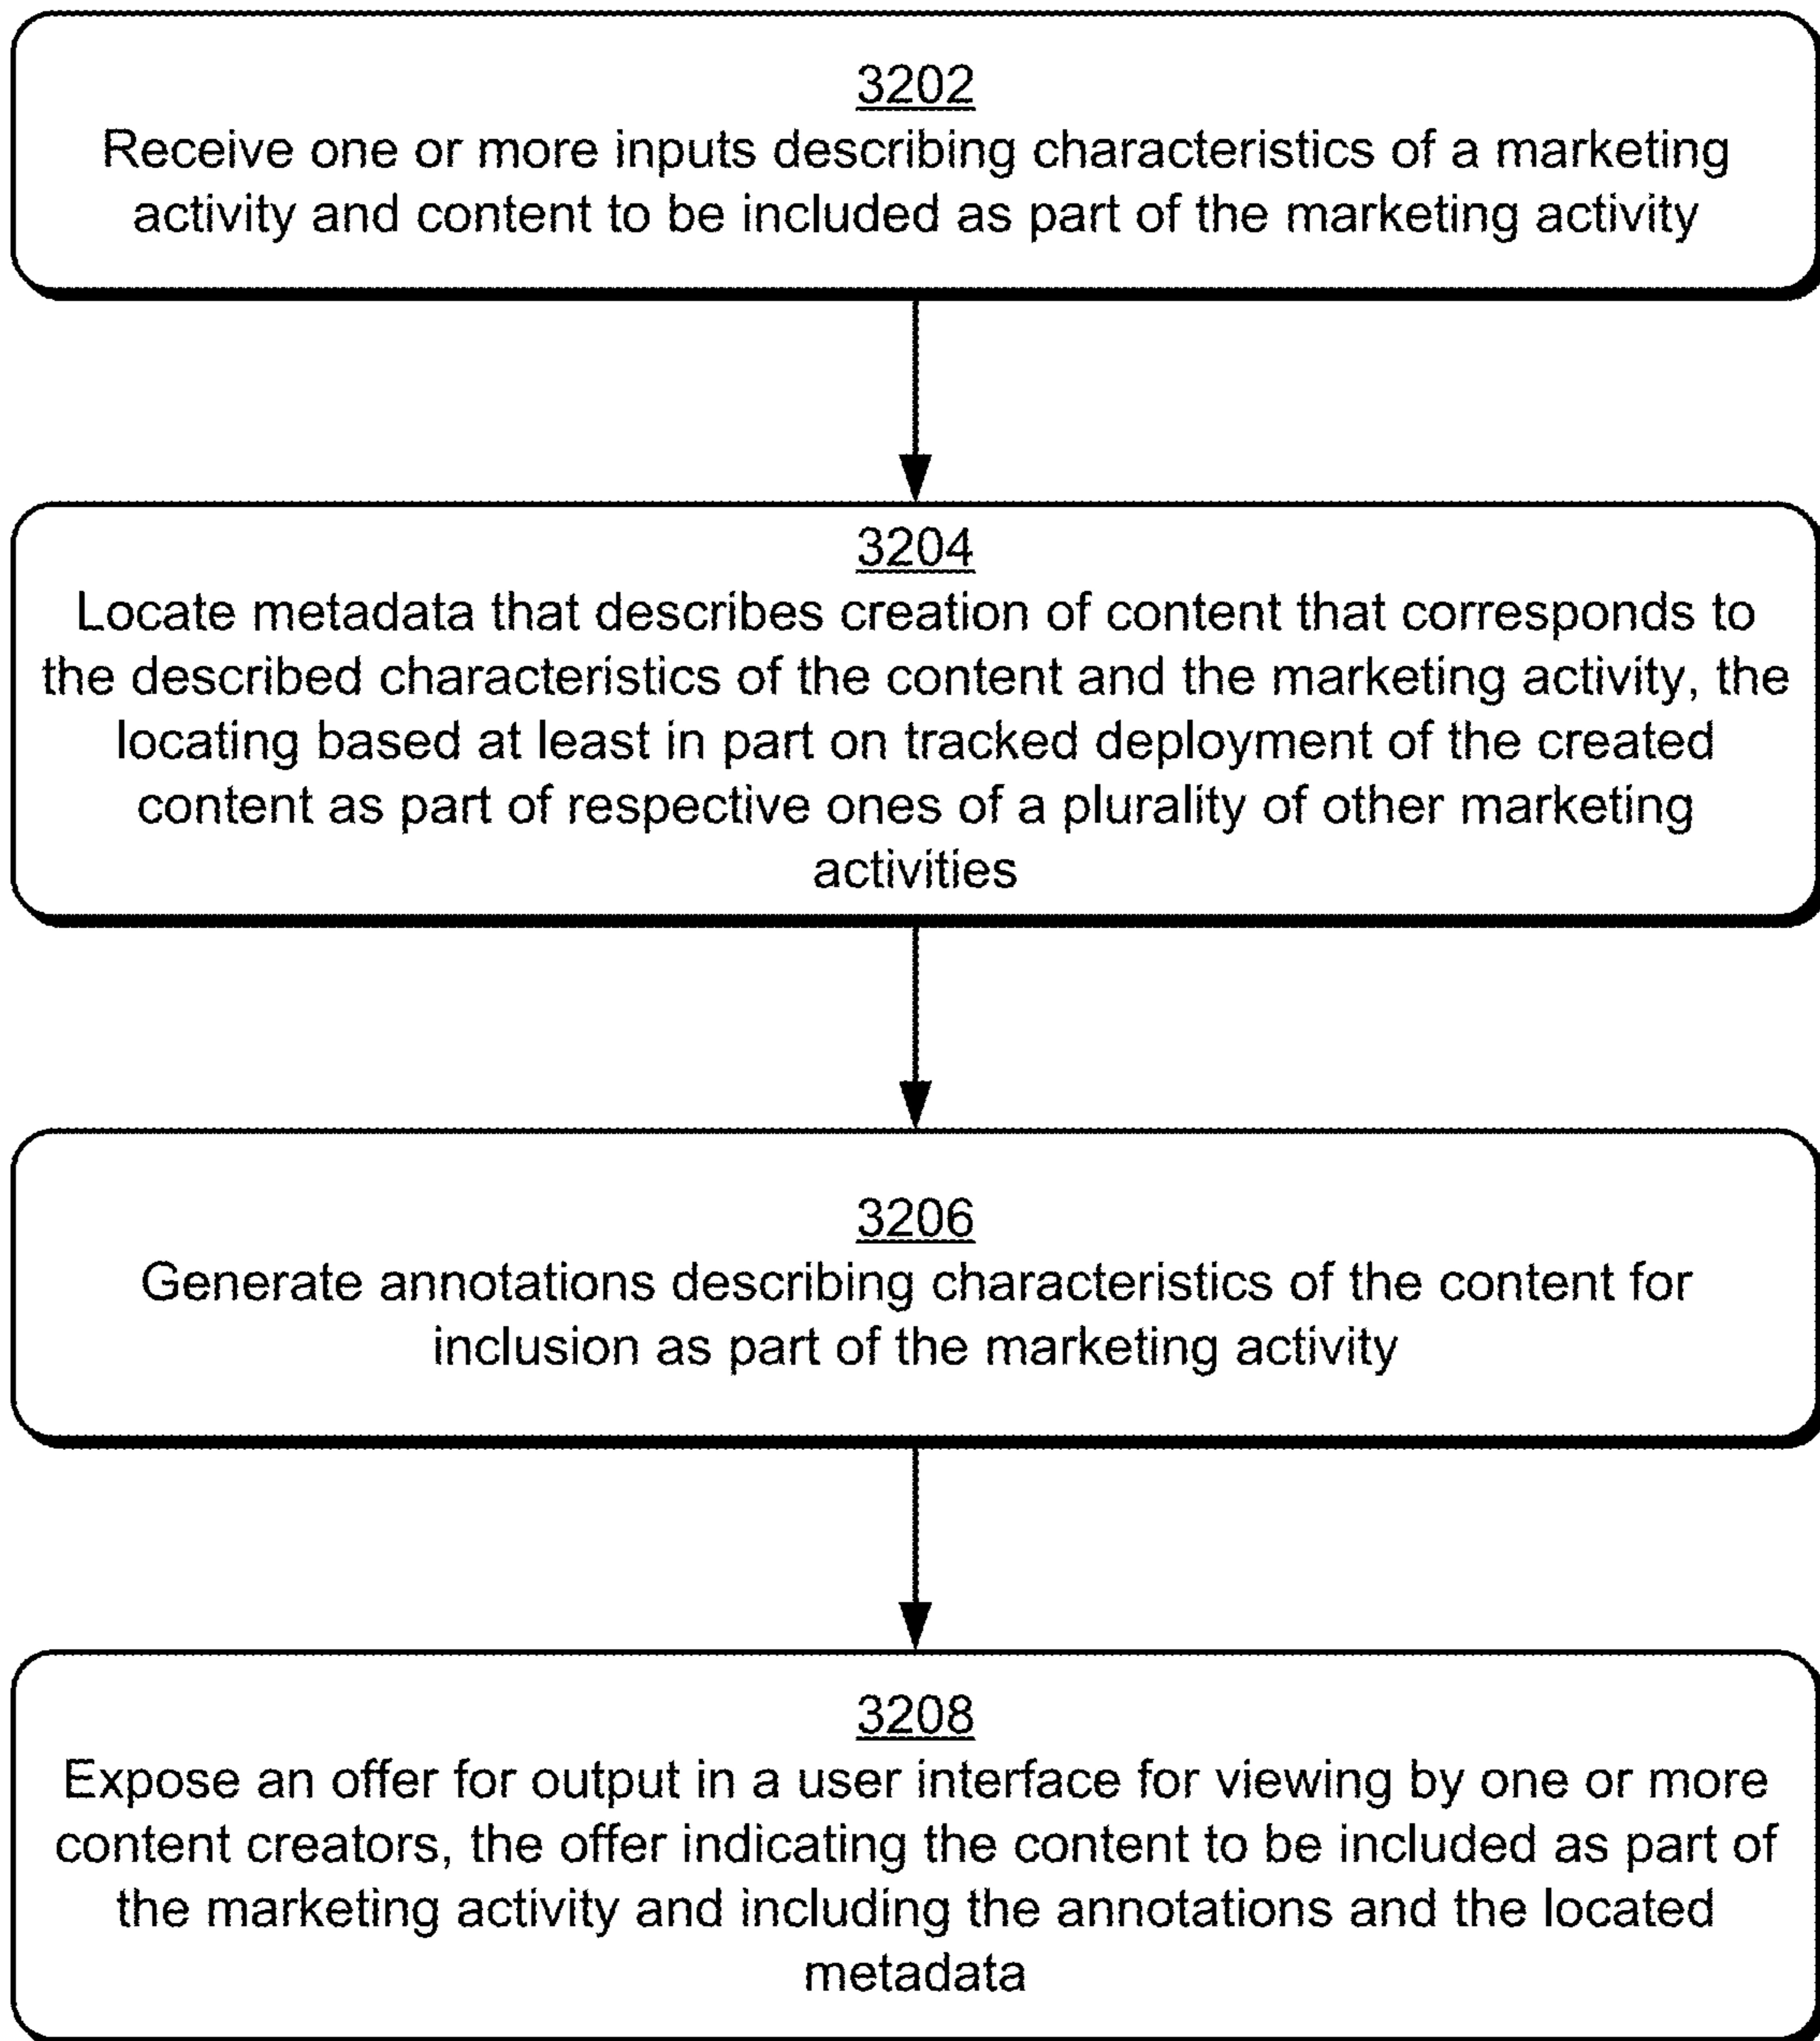 3202
Receive one or more inputs describing characteristics of a marketing
activity and content to be included as part of the marketing activity
3204
Locate metadata that describes creation of content that corresponds to
the described characteristics of the content and the marketing activity, the
locating based at least in part on tracked deployment of the created
content as part of respective ones of a plurality of other marketing
activities
3206
Generate annotations describing characteristics of the content for
inclusion as part of the marketing activity
3208
Expose an offer for output in a user interface for viewing by one or more
content creators, the offer indicating the content to be included as part of
the marketing activity and including the annotations and the located
metadata